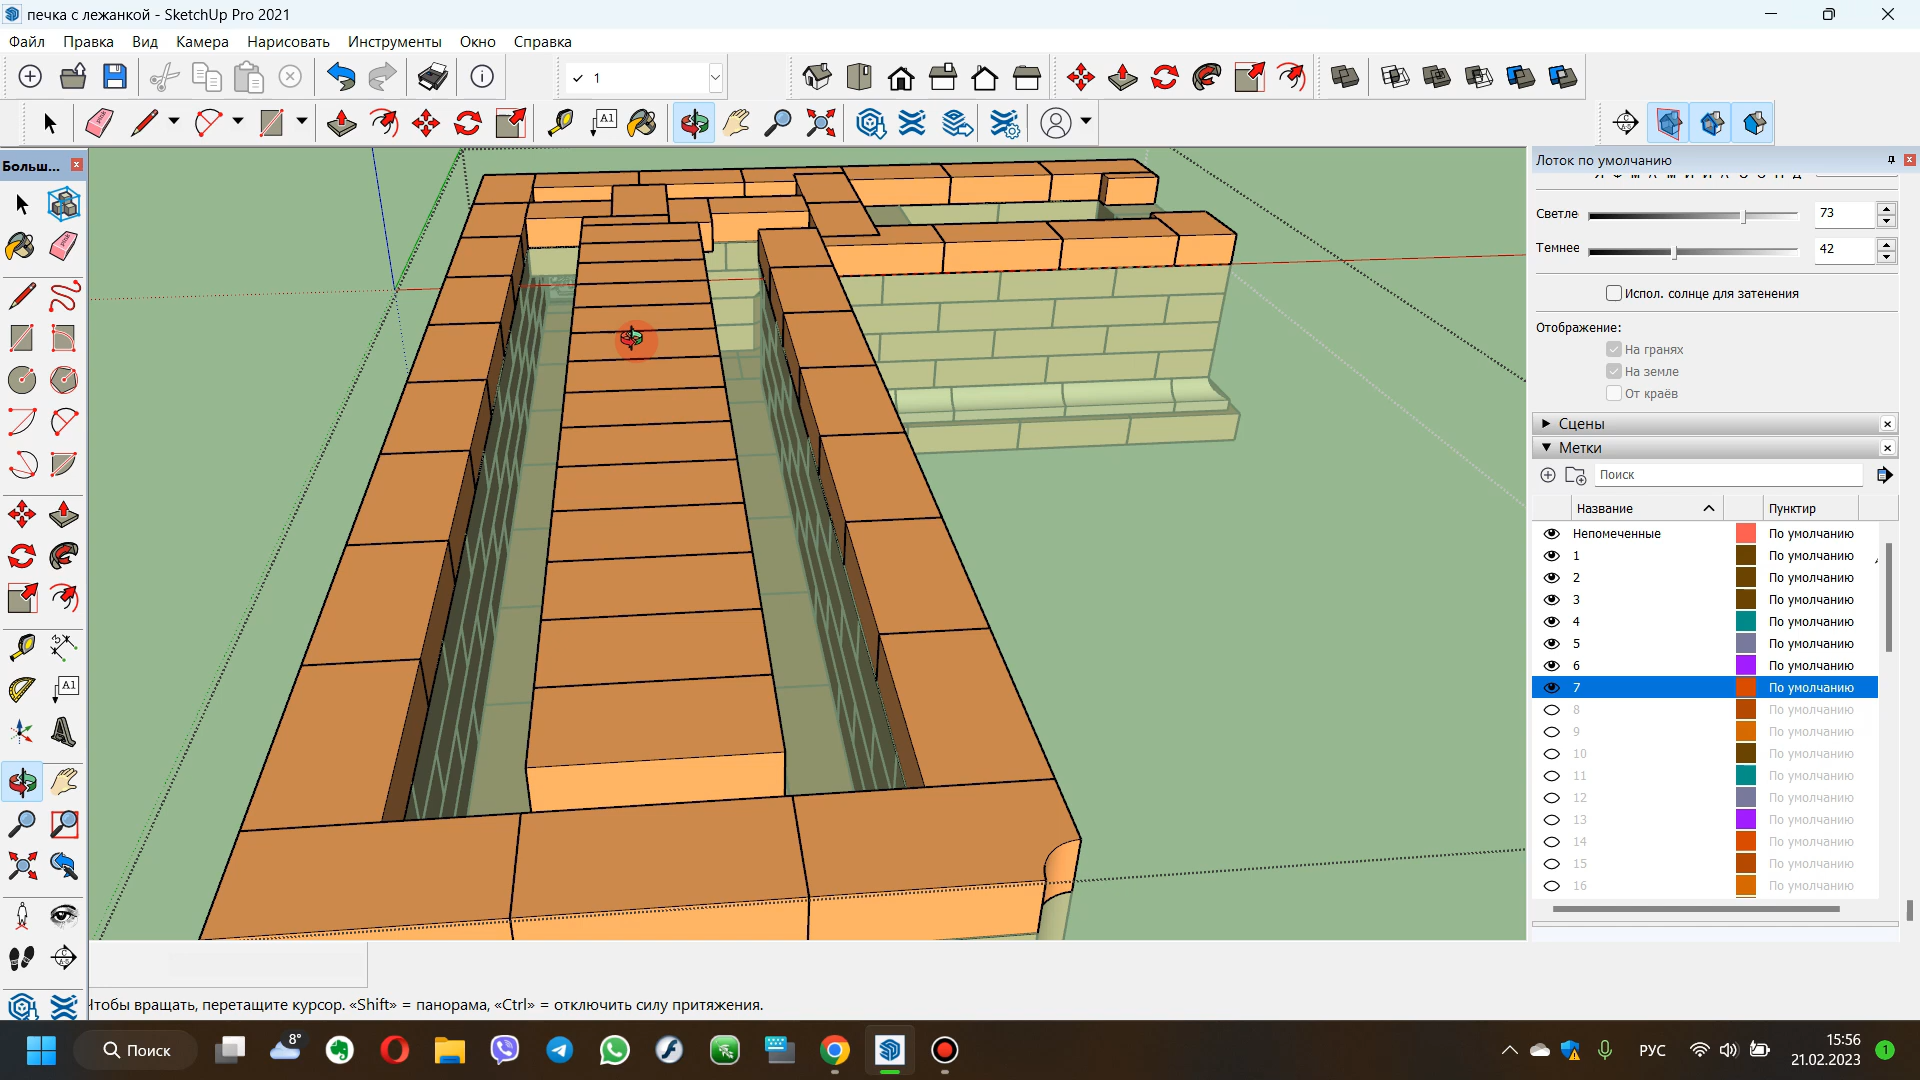 печка с лежанкой - SketchUp Pro 2021
Файл Правка Вид Камера Нарисовать Инструменты Окно Справка
1
A1
Больш...
A1
Лоток по умолчанию
Светле 73
Темнее 42
Испол. солнце для затенения
Отображение:
На гранях
На земле
От краёв
Сцены
Метки
Поиск
Название Пунктир
Непомеченные По умолчанию
1 По умолчанию
2 По умолчанию
3 По умолчанию
4 По умолчанию
5 По умолчанию
6 По умолчанию
7 По умолчанию
8 По умолчанию
9 По умолчанию
10 По умолчанию
11 По умолчанию
12 По умолчанию
13 По умолчанию
14 По умолчанию
15 По умолчанию
16 По умолчанию
Чтобы вращать, перетащите курсор. «Shift» = панорама, «Ctrl» = отключить силу притяжения.
Поиск
8°
РУС
15:56
21.02.2023
1